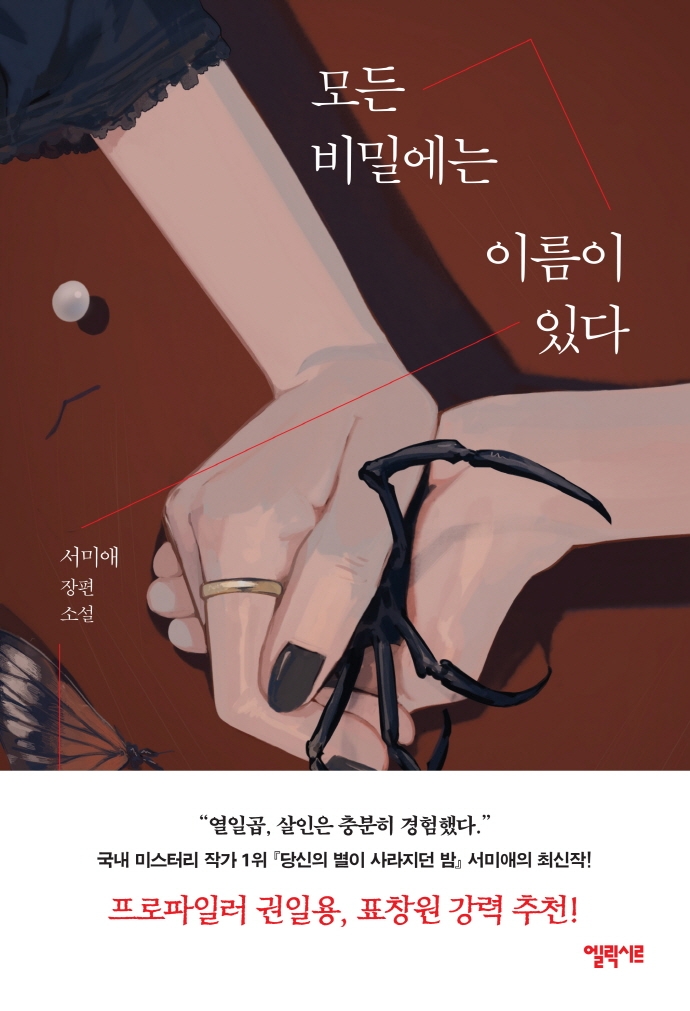 모든
비밀에는
이름이
있다
서미애
장편
소설
“열일곱, 살인은 충분히 경험했다.”
국내 미스터리 작가 1위 『당신의 별이 사라지던 밤』 서미애의 최신작!
프로파일러 권일용, 표창원 강력 추천!
엘릭시르